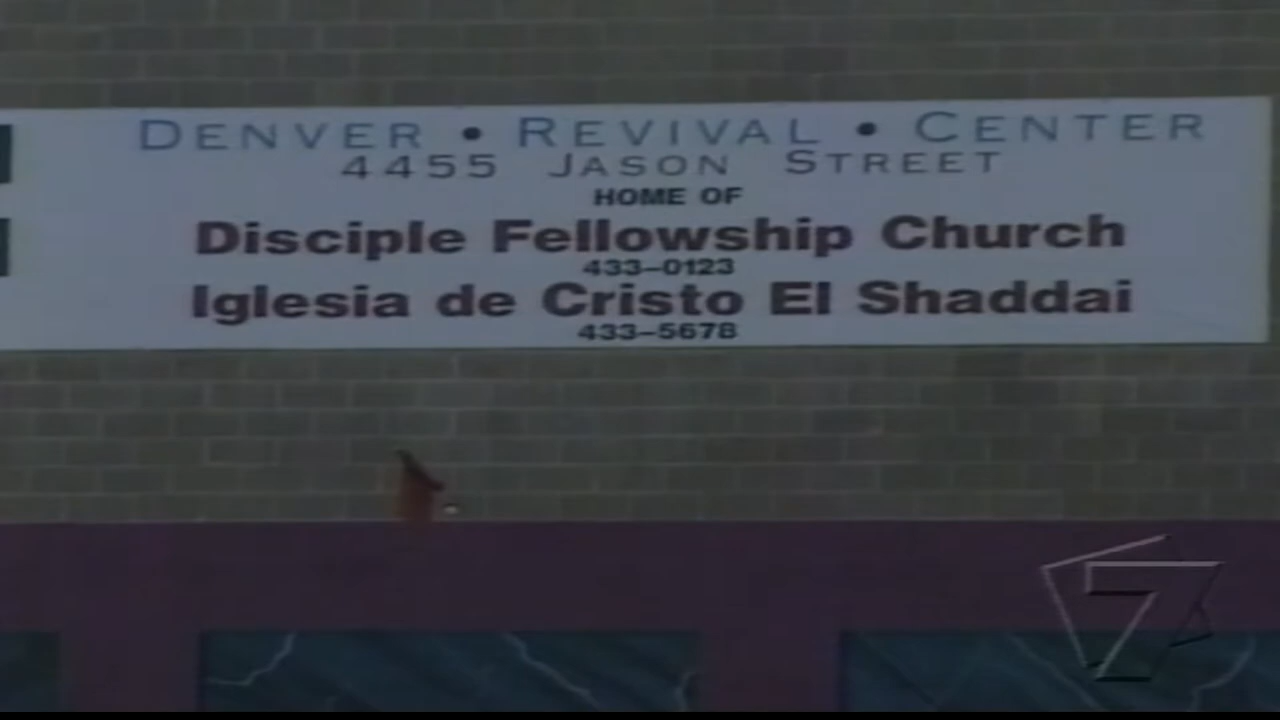 DENVER • REVIVAL • CENTER
4455 JASON STREET
HOME OF
Disciple Fellowship Church
433-0123
Iglesia de Cristo El Shaddai
433-5678
7